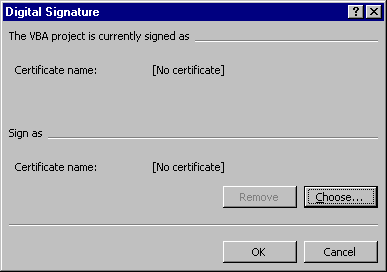 Digital Signature
The VBA project is currently signed as
Certificate name: [No certificate]
Sign as
Certificate name: [No certificate]
Remove Choose...
OK Cancel